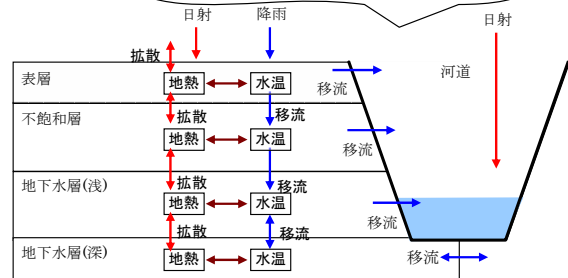 日射
降雨
日射
拡散
移流
河道
表層
地熱
水温
拡散
移流
不飽和層
地熱
水温
移流
拡散
移流
地下水層(浅)
地熱
水温
移流
拡散
移流
地下水層(深)
地熱
水温
移流